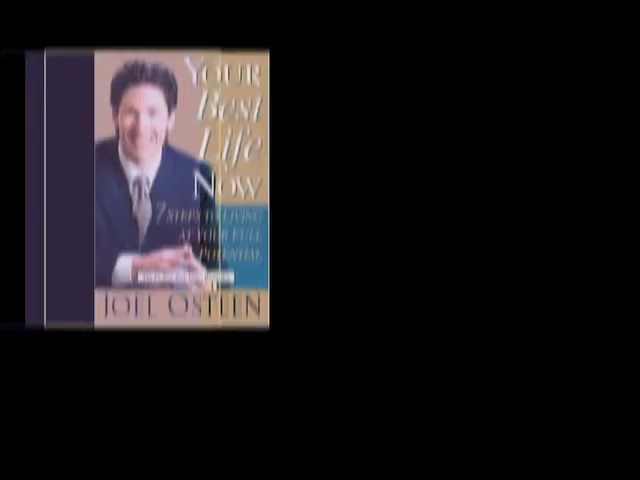 YOUR
Best
Life
NOW
7 STEPS TO LIVING
AT YOUR FULL
POTENTIAL
JOEL OSTEEN